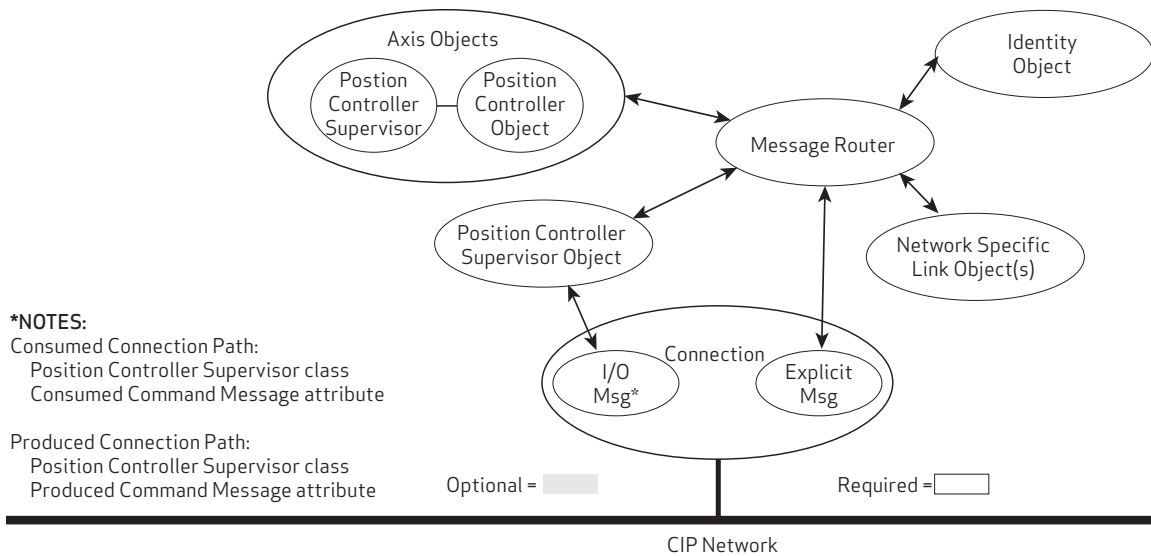 Axis Objects
Postion
Controller
Supervisor
Position
Controller
Object
Identity
Object
Message Router
Position Controller
Supervisor Object
Network Specific
Link Object(s)
*NOTES:
Consumed Connection Path:
Position Controller Supervisor class
Consumed Command Message attribute
Produced Connection Path:
Position Controller Supervisor class
Produced Command Message attribute
Connection
I/O
Msg*
Explicit
Msg
Optional =
Required =
CIP Network